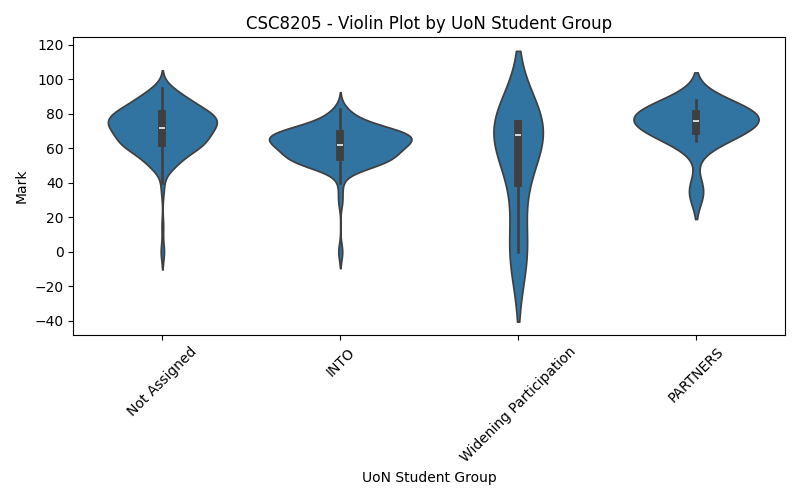 CSC8205 - Violin Plot by UoN Student Group
120
100
80
60
40
20
0
−20
−40
Mark
Not Assigned
INTO
Widening Participation
PARTNERS
UoN Student Group